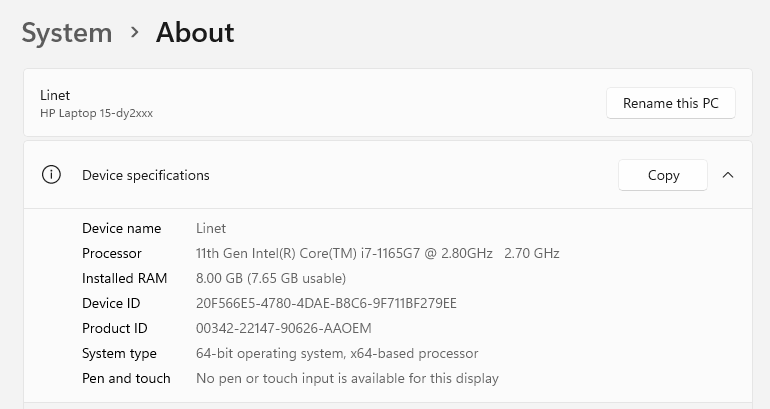 System > About
Linet
HP Laptop 15-dy2xxx
Rename this PC
Device specifications
Copy
Device name Linet
Processor 11th Gen Intel(R) Core(TM) i7-1165G7 @ 2.80GHz 2.70 GHz
Installed RAM 8.00 GB (7.65 GB usable)
Device ID 20F566E5-4780-4DAE-B8C6-9F711BF279EE
Product ID 00342-22147-90626-AAOEM
System type 64-bit operating system, x64-based processor
Pen and touch No pen or touch input is available for this display